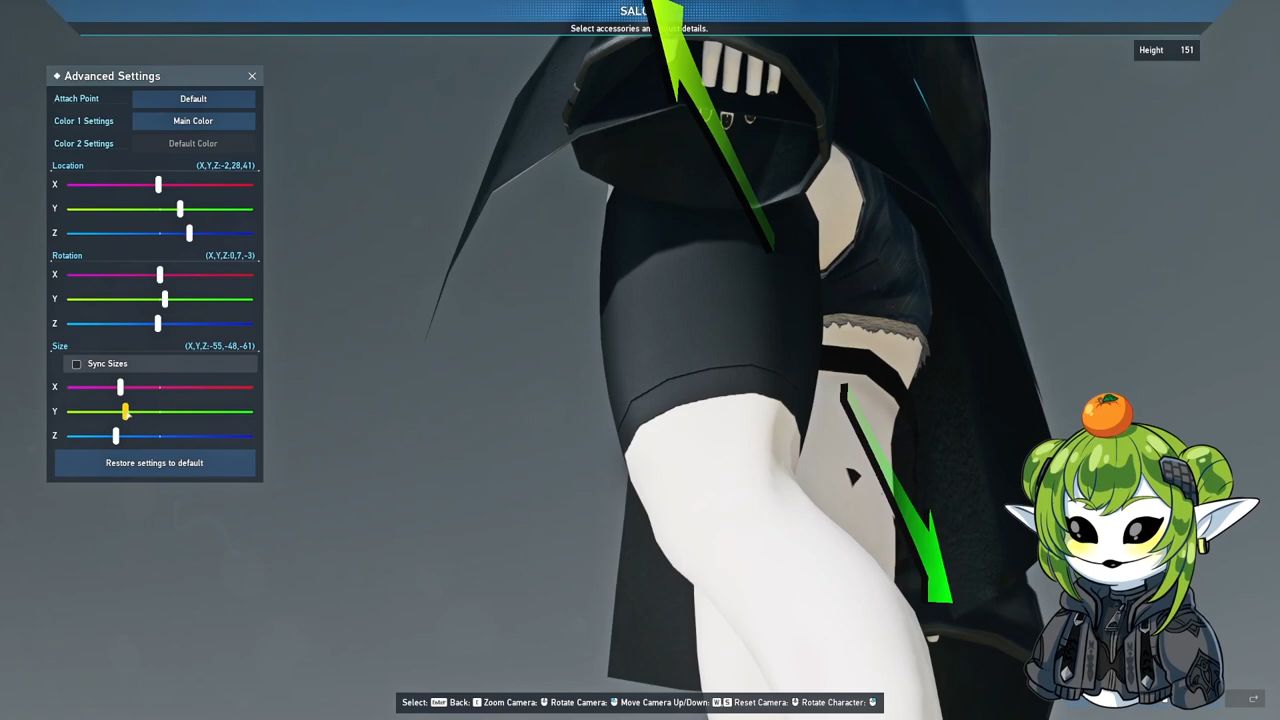 SALO
Select accessories an  details.
Height 151
Advanced Settings
Attach Point Default
Color 1 Settings Main Color
Color 2 Settings Default Color
Location (X,Y,Z:-2,28,41)
X
Y
Z
Rotation (X,Y,Z:0,7,-3)
X
Y
Z
Size (X,Y,Z:-55,-48,-61)
Sync Sizes
X
Y
Z
Restore settings to default
Select: Enter Back: Zoom Camera: Rotate Camera: Move Camera Up/Down: W,S Reset Camera: Rotate Character: